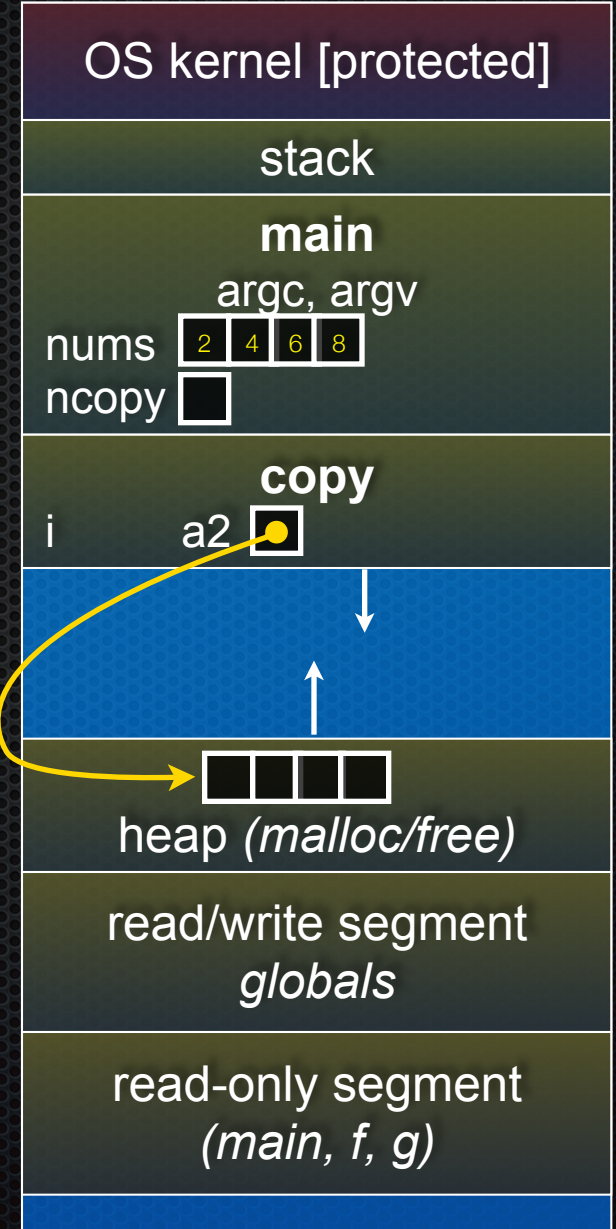 OS kernel [protected]
stack
main
argc, argv
nums 2 4 6 8
ncopy
copy
i a2
heap (malloc/free)
read/write segment
globals
read-only segment
(main, f, g)